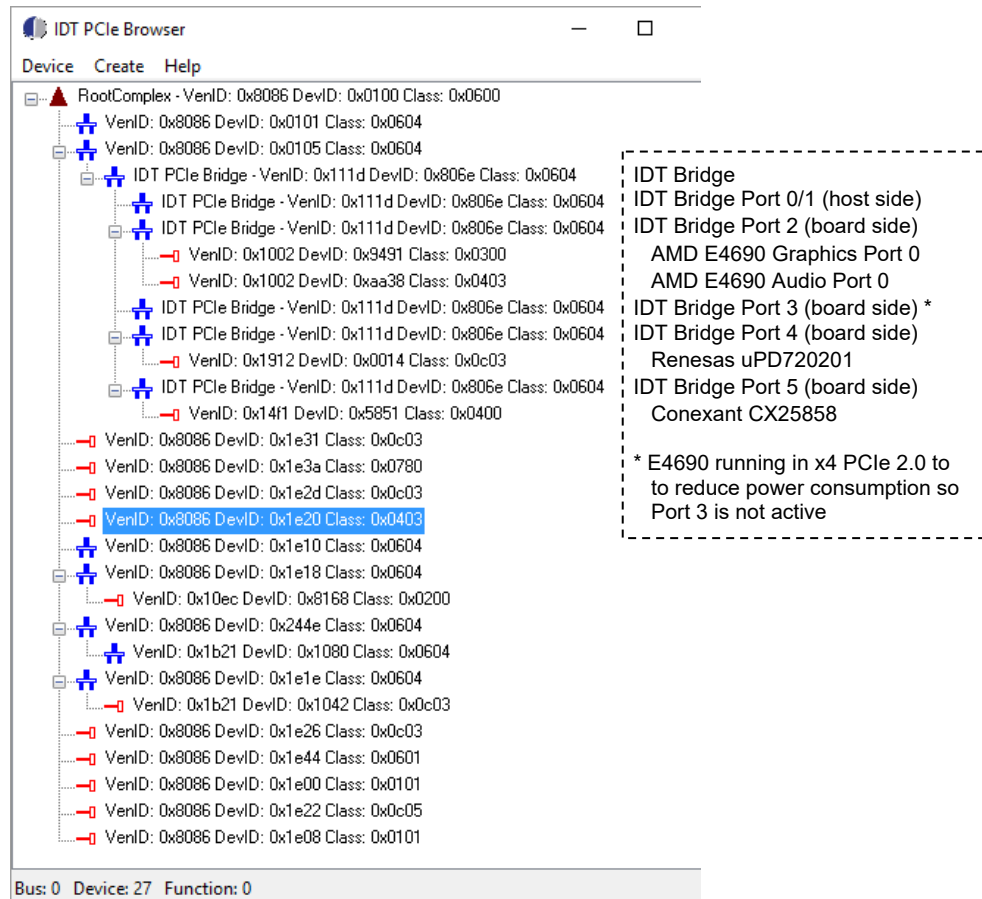 IDT PCIe Browser
Device Create Help
RootComplex - VenID: 0x8086 DevID: 0x0100 Class: 0x0600
VenID: 0x8086 DevID: 0x0101 Class: 0x0604
VenID: 0x8086 DevID: 0x0105 Class: 0x0604
IDT PCIe Bridge - VenID: 0x111d DevID: 0x806e Class: 0x0604
IDT PCIe Bridge - VenID: 0x111d DevID: 0x806e Class: 0x0604
IDT PCIe Bridge - VenID: 0x111d DevID: 0x806e Class: 0x0604
VenID: 0x1002 DevID: 0x9491 Class: 0x0300
VenID: 0x1002 DevID: 0xaa38 Class: 0x0403
IDT PCIe Bridge - VenID: 0x111d DevID: 0x806e Class: 0x0604
IDT PCIe Bridge - VenID: 0x111d DevID: 0x806e Class: 0x0604
VenID: 0x1912 DevID: 0x0014 Class: 0x0c03
IDT PCIe Bridge - VenID: 0x111d DevID: 0x806e Class: 0x0604
VenID: 0x14f1 DevID: 0x5851 Class: 0x0400
VenID: 0x8086 DevID: 0x1e31 Class: 0x0c03
VenID: 0x8086 DevID: 0x1e3a Class: 0x0780
VenID: 0x8086 DevID: 0x1e2d Class: 0x0c03
VenID: 0x8086 DevID: 0x1e20 Class: 0x0403
VenID: 0x8086 DevID: 0x1e10 Class: 0x0604
VenID: 0x8086 DevID: 0x1e18 Class: 0x0604
VenID: 0x10ec DevID: 0x8168 Class: 0x0200
VenID: 0x8086 DevID: 0x244e Class: 0x0604
VenID: 0x1b21 DevID: 0x1080 Class: 0x0604
VenID: 0x8086 DevID: 0x1e1e Class: 0x0604
VenID: 0x1b21 DevID: 0x1042 Class: 0x0c03
VenID: 0x8086 DevID: 0x1e26 Class: 0x0c03
VenID: 0x8086 DevID: 0x1e44 Class: 0x0601
VenID: 0x8086 DevID: 0x1e00 Class: 0x0101
VenID: 0x8086 DevID: 0x1e22 Class: 0x0c05
VenID: 0x8086 DevID: 0x1e08 Class: 0x0101
Bus: 0 Device: 27 Function: 0
IDT Bridge
IDT Bridge Port 0/1 (host side)
IDT Bridge Port 2 (board side)
AMD E4690 Graphics Port 0
AMD E4690 Audio Port 0
IDT Bridge Port 3 (board side) *
IDT Bridge Port 4 (board side)
Renesas uPD720201
IDT Bridge Port 5 (board side)
Conexant CX25858
* E4690 running in x4 PCIe 2.0 to
to reduce power consumption so
Port 3 is not active